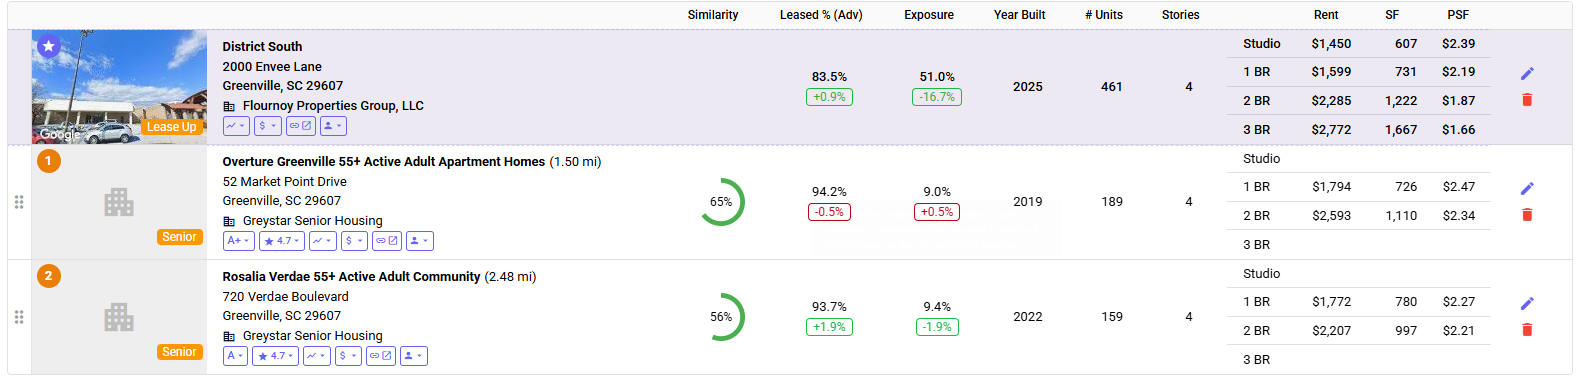 Similarity Leased % (Adv) Exposure Year Built # Units Stories Rent SF PSF
District South
2000 Envee Lane
Greenville, SC 29607
Flournoy Properties Group, LLC
$
Google
Lease Up
83.5%
+0.9%
51.0%
-16.7%
2025 461 4
Studio $1,450 607 $2.39
1 BR $1,599 731 $2.19
2 BR $2,285 1,222 $1.87
3 BR $2,772 1,667 $1.66
1
Senior
Overture Greenville 55+ Active Adult Apartment Homes (1.50 mi)
52 Market Point Drive
Greenville, SC 29607
Greystar Senior Housing
A+ 4.7 $
65%
94.2%
-0.5%
9.0%
+0.5%
2019 189 4
Studio
1 BR $1,794 726 $2.47
2 BR $2,593 1,110 $2.34
3 BR
2
Senior
Rosalia Verdae 55+ Active Adult Community (2.48 mi)
720 Verdae Boulevard
Greenville, SC 29607
Greystar Senior Housing
A 4.7 $
56%
93.7%
+1.9%
9.4%
-1.9%
2022 159 4
Studio
1 BR $1,772 780 $2.27
2 BR $2,207 997 $2.21
3 BR